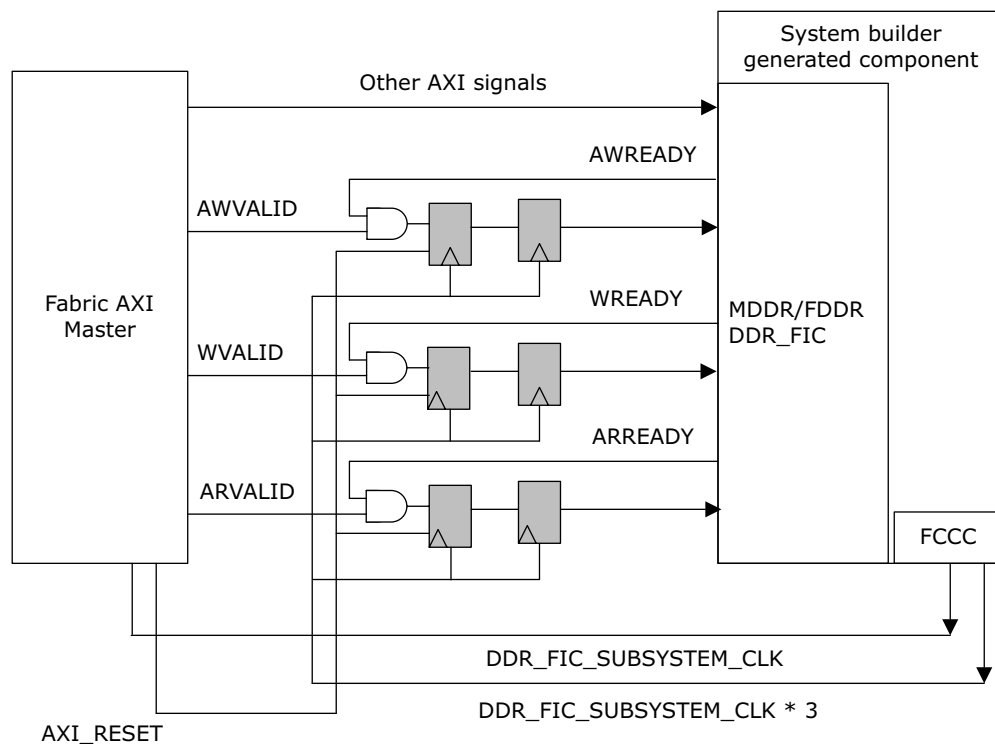 System builder
generated component
Other AXI signals
AWREADY
AWVALID
Fabric AXI
Master
WREADY
MDDR/FDDR
DDR_FIC
WVALID
ARREADY
ARVALID
FCCC
DDR_FIC_SUBSYSTEM_CLK
DDR_FIC_SUBSYSTEM_CLK * 3
AXI_RESET